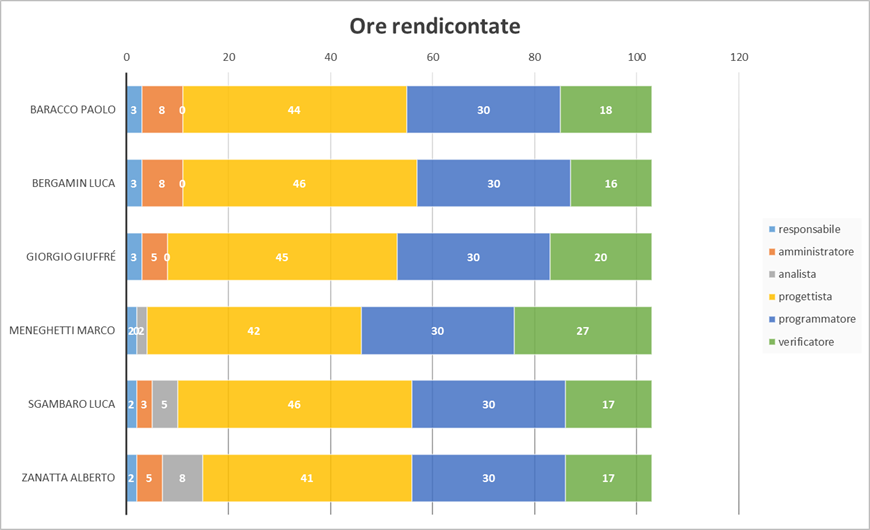 Ore rendicontate
0 20 40 60 80 100 120
BARACCO PAOLO 3 8 0 44 30 18
BERGAMIN LUCA 3 8 0 46 30 16
GIORGIO GIUFFRÉ 3 5 0 45 30 20
MENEGHETTI MARCO 2 0 2 42 30 27
SGAMBARO LUCA 2 3 5 46 30 17
ZANATTA ALBERTO 2 5 8 41 30 17
responsabile
amministratore
analista
progettista
programmatore
verificatore